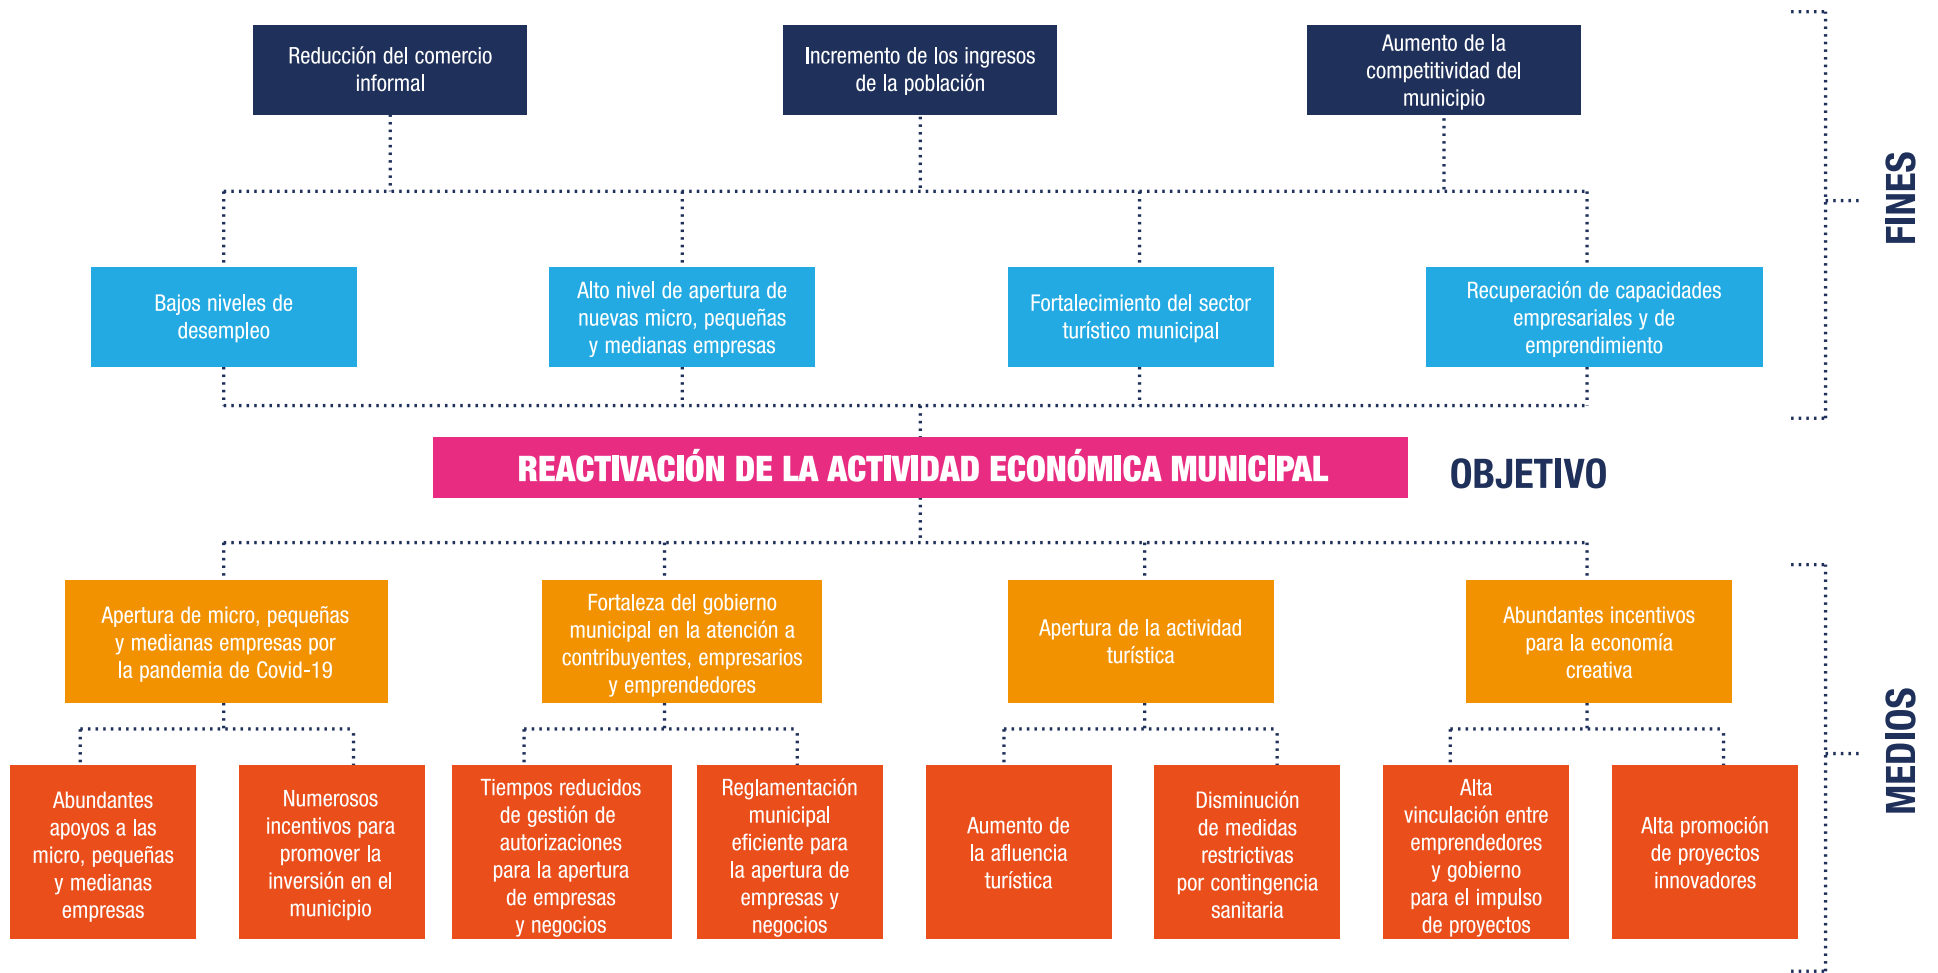 Reducción del comercio
informal
Incremento de los ingresos
de la población
Aumento de la
competitividad del
municipio
FINES
Bajos niveles de
desempleo
Alto nivel de apertura de
nuevas micro, pequeñas
y medianas empresas
Fortalecimiento del sector
turístico municipal
Recuperación de capacidades
empresariales y de
emprendimiento
REACTIVACIÓN DE LA ACTIVIDAD ECONÓMICA MUNICIPAL
OBJETIVO
Apertura de micro, pequeñas
y medianas empresas por
la pandemia de Covid-19
Fortaleza del gobierno
municipal en la atención a
contribuyentes, empresarios
y emprendedores
Apertura de la actividad
turística
Abundantes incentivos
para la economía
creativa
MEDIOS
Abundantes
apoyos a las
micro, pequeñas
y medianas
empresas
Numerosos
incentivos para
promover la
inversión en el
municipio
Tiempos reducidos
de gestión de
autorizaciones
para la apertura
de empresas
y negocios
Reglamentación
municipal
eficiente para
la apertura de
empresas y
negocios
Aumento de
la afluencia
turística
Disminución
de medidas
restrictivas
por contingencia
sanitaria
Alta
vinculación entre
emprendedores
y gobierno
para el impulso
de proyectos
Alta promoción
de proyectos
innovadores